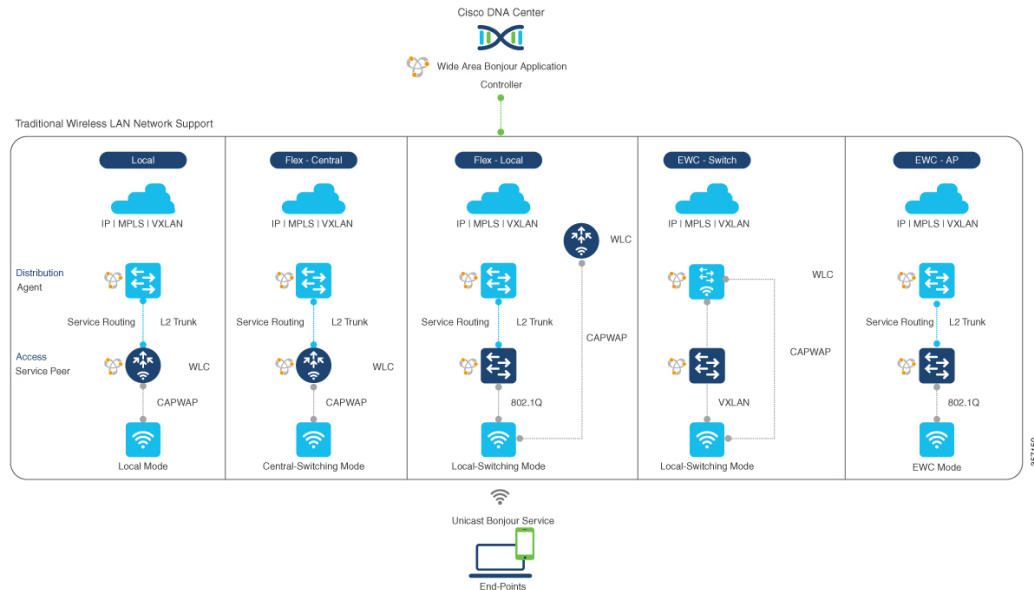 Cisco DNA Center
Wide Area Bonjour Application
Controller
Traditional Wireless LAN Network Support
Local
Flex - Central
Flex - Local
EWC - Switch
EWC - AP
IP | MPLS | VXLAN
IP | MPLS | VXLAN
IP | MPLS | VXLAN
IP | MPLS | VXLAN
IP | MPLS | VXLAN
WLC
Distribution
Agent
WLC
Service Routing
L2 Trunk
Service Routing
L2 Trunk
Service Routing
L2 Trunk
Service Routing
L2 Trunk
CAPWAP
CAPWAP
Access
Service Peer
WLC
WLC
CAPWAP
CAPWAP
802.1Q
VXLAN
802.1Q
Local Mode
Central-Switching Mode
Local-Switching Mode
Local-Switching Mode
EWC Mode
357150
Unicast Bonjour Service
End-Points